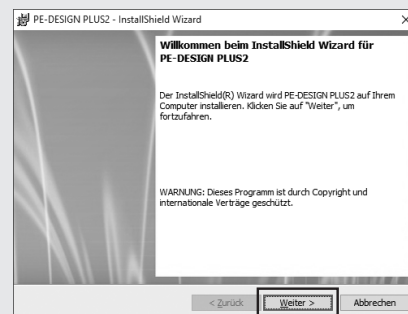 PE-DESIGN PLUS2 - InstallShield Wizard
Willkommen beim InstallShield Wizard für
PE-DESIGN PLUS2
Der InstallShield(R) Wizard wird PE-DESIGN PLUS2 auf Ihrem
Computer installieren. Klicken Sie auf "Weiter", um
fortzufahren.
WARNUNG: Dieses Programm ist durch Copyright und
internationale Verträge geschützt.
< Zurück Weiter > Abbrechen